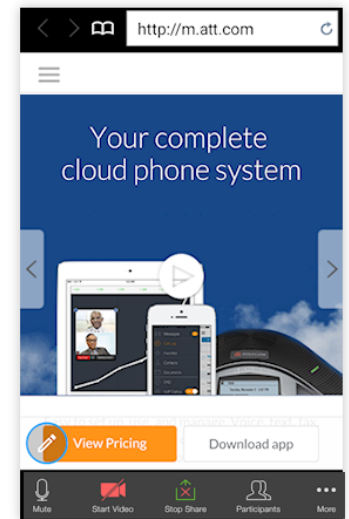 http://m.att.com
Your complete
cloud phone system
View Pricing
Download app
Mute
Start Video
Stop Share
Participants
More